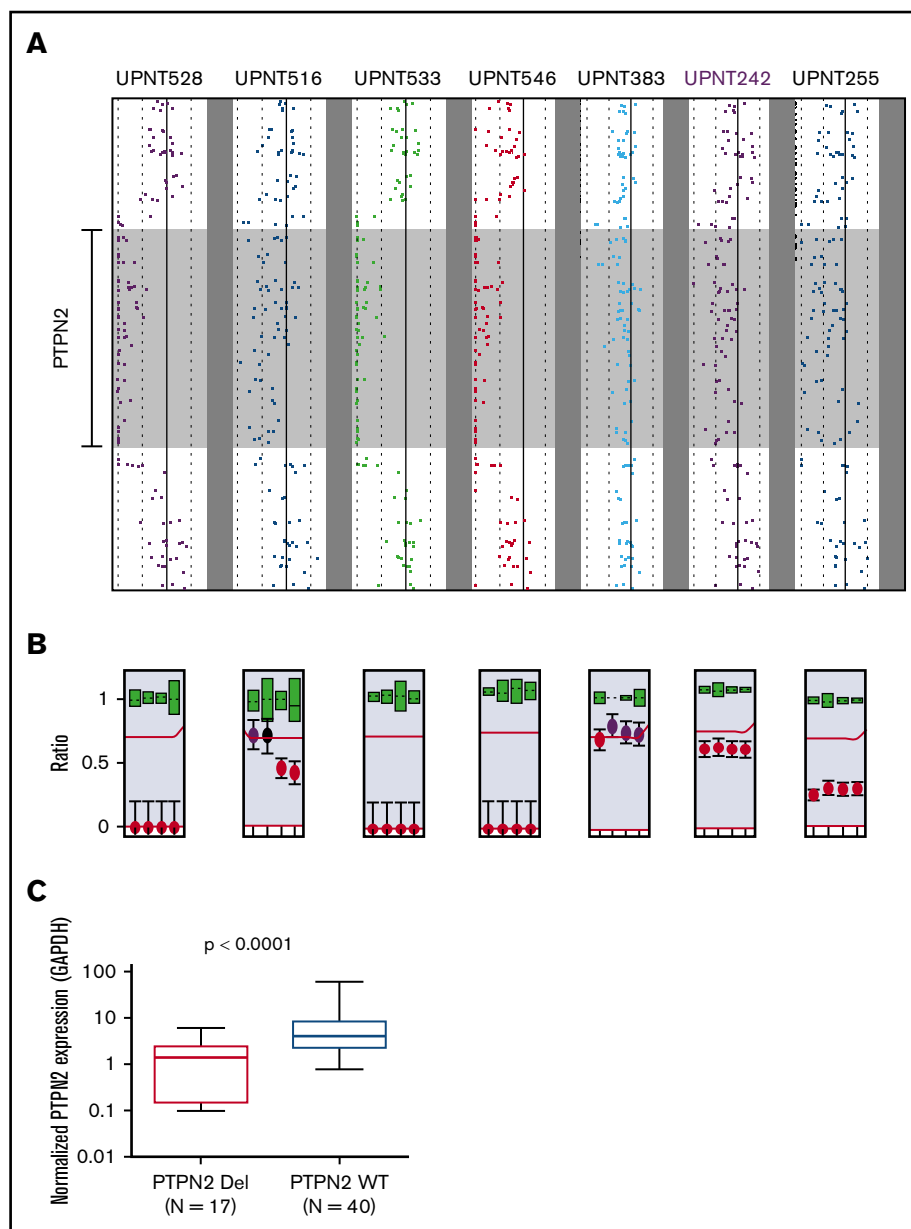 A
UPNT528 UPNT516 UPNT533 UPNT546 UPNT383 UPNT242 UPNT255
PTPN2
B
Ratio
1
0.5
0
C
Normalized PTPN2 expression (GAPDH)
p < 0.0001
100
10
1
0.1
0.01
PTPN2 Del PTPN2 WT
(N = 17) (N = 40)